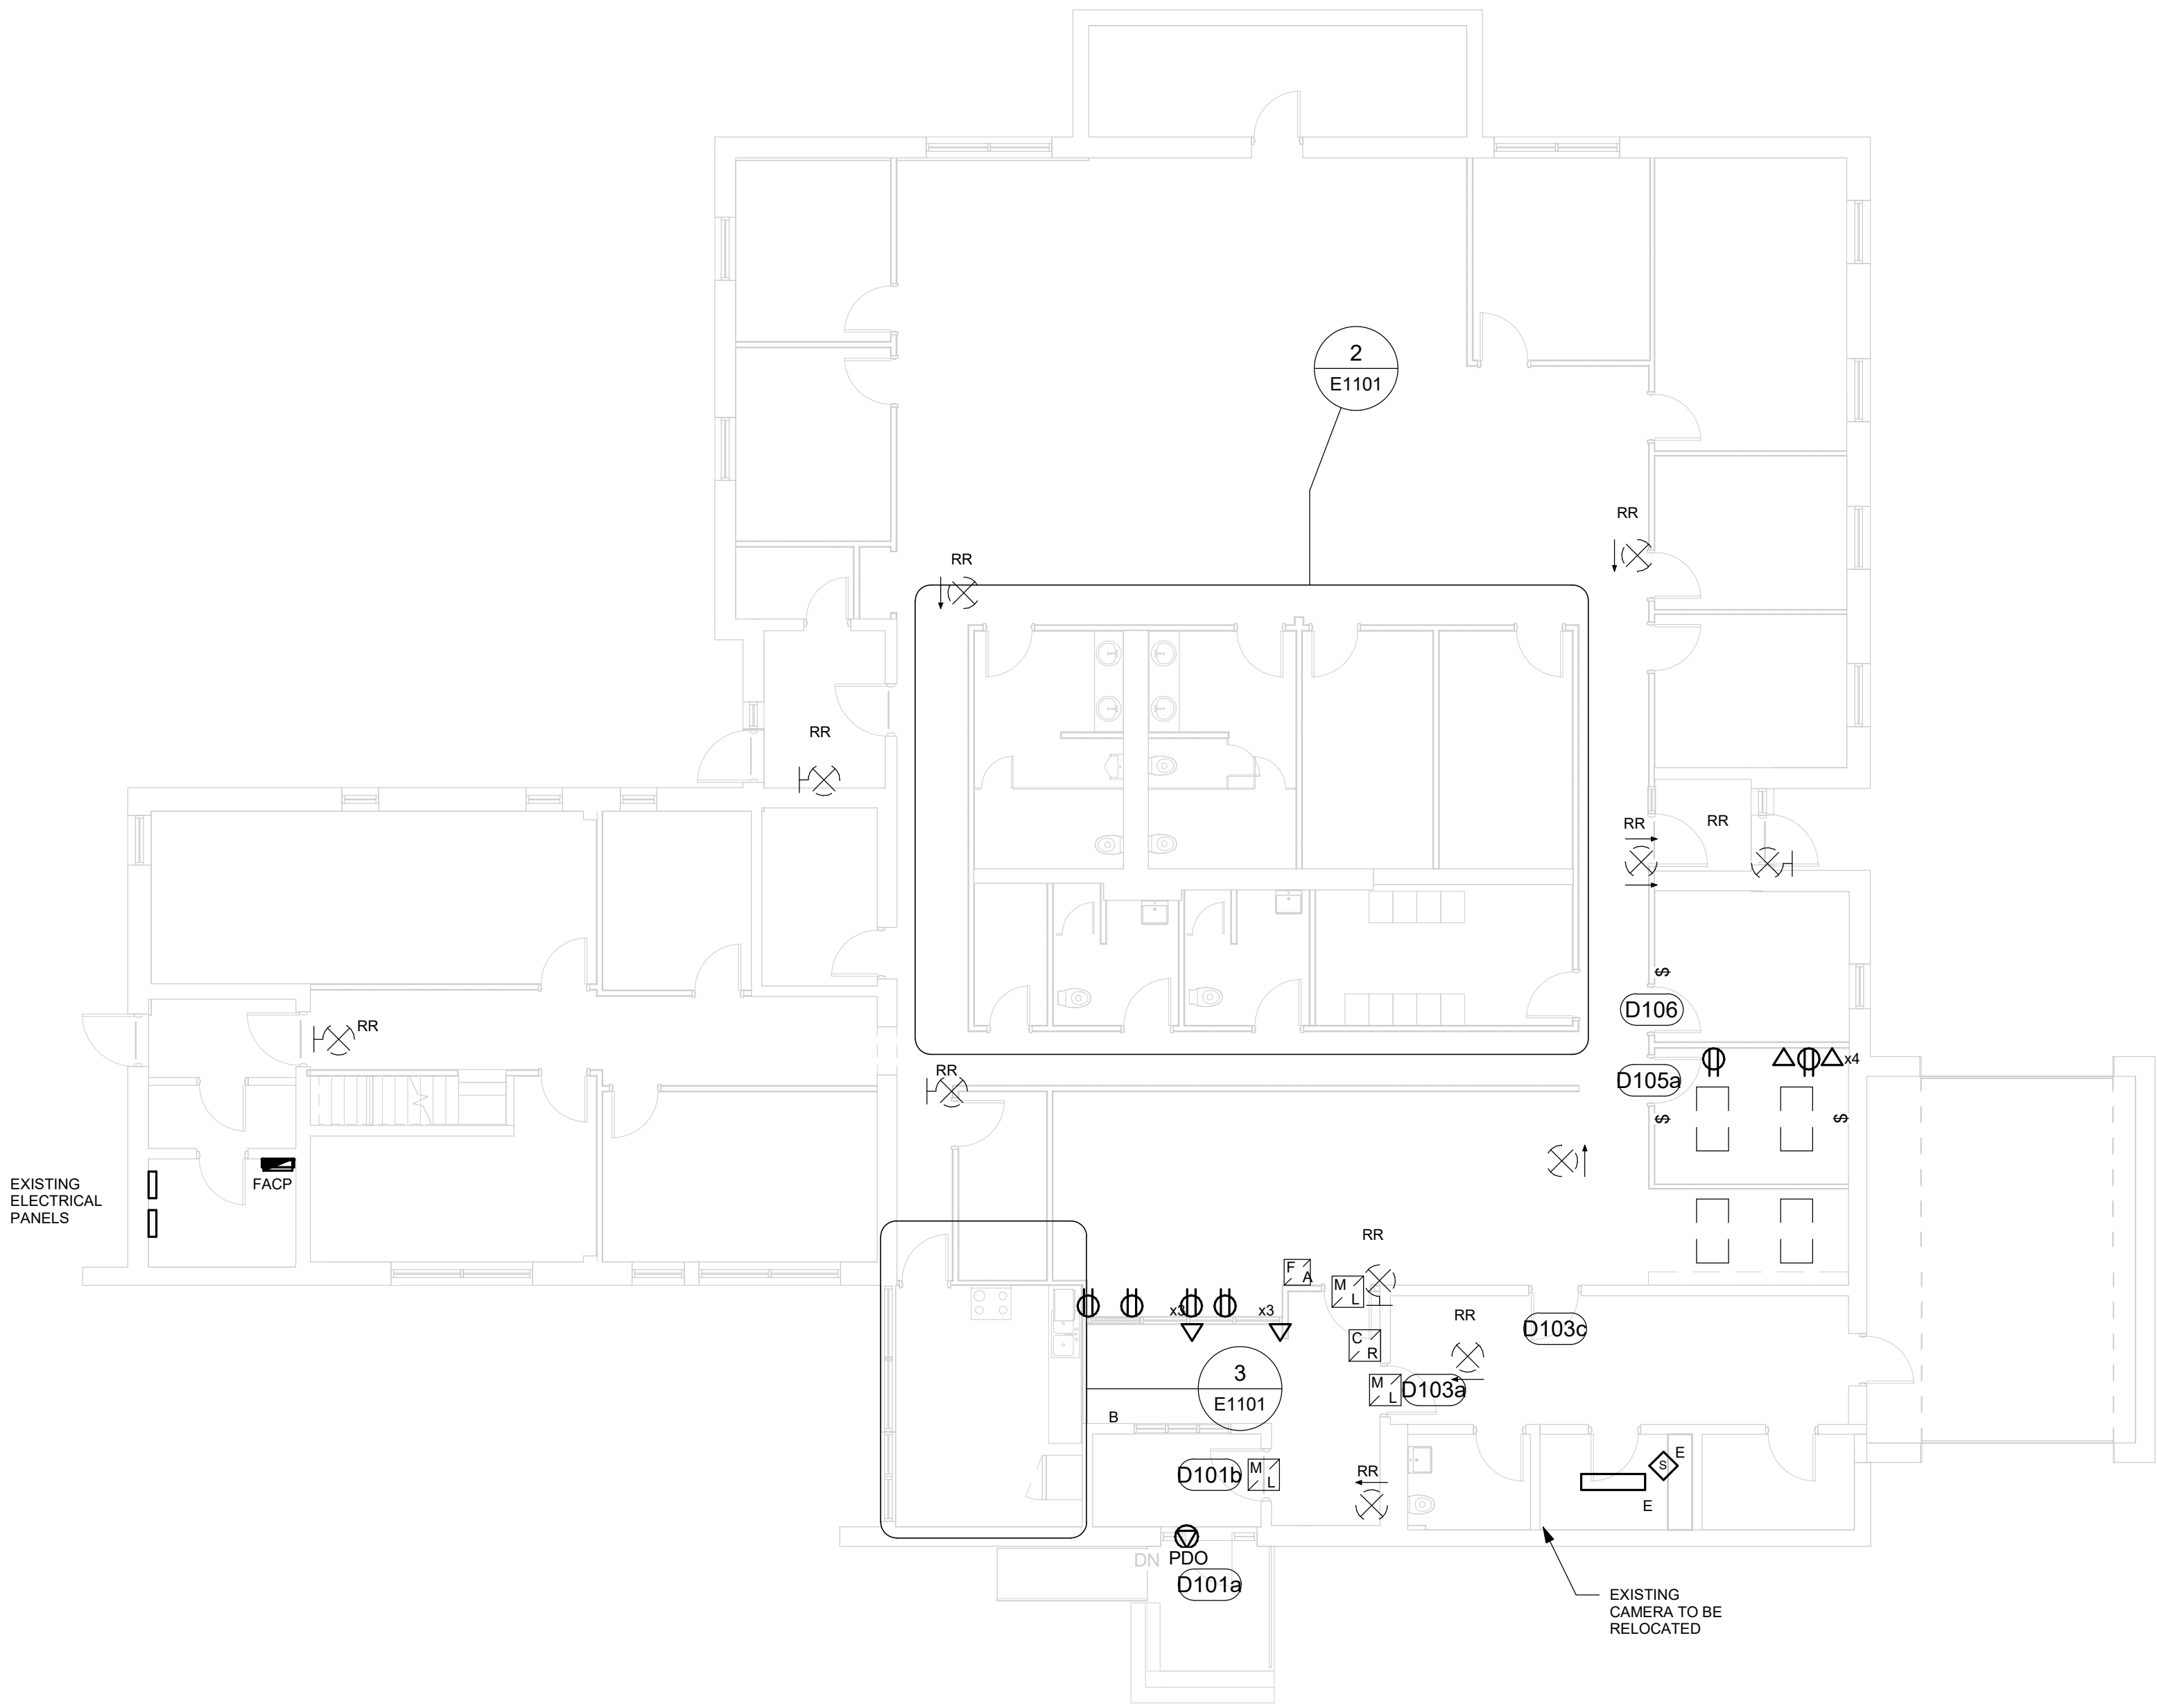 2
E1101
RR
RR
RR
RR
RR
$
D106
RR
RR
x4
D105a
$
$
EXISTING
ELECTRICAL
PANELS
FACP
RR
F
A
M
L
x3
x3
RR
D103c
C
R
3
E1101
M
L
D103a
B
D101b
M
L
RR
E
S
E
DN
PDO
D101a
EXISTING
CAMERA TO BE
RELOCATED